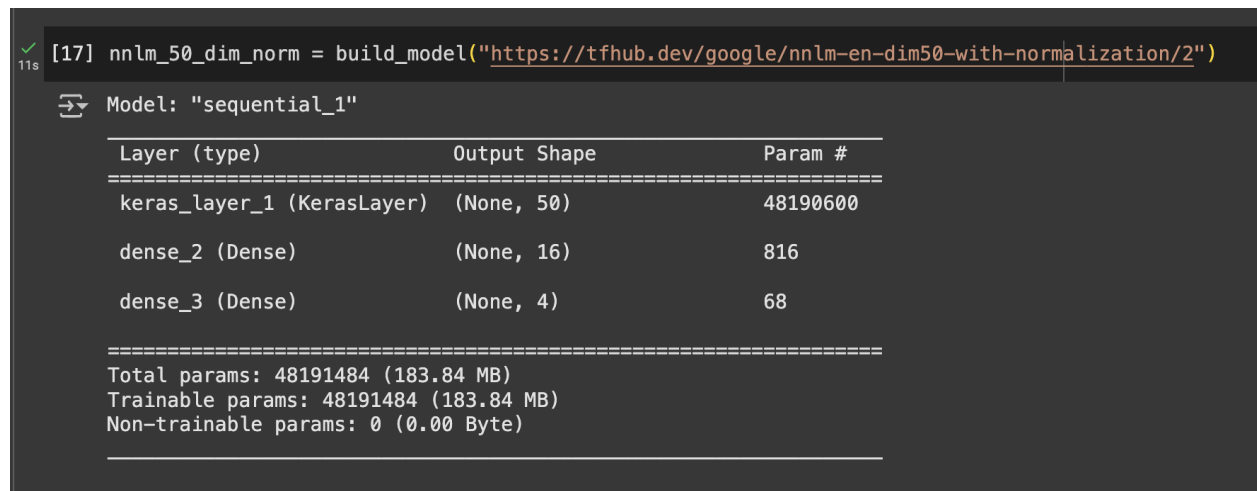 [17] nnlm_50_dim_norm = build_model("https://tfhub.dev/google/nnlm-en-dim50-with-normalization/2")
11s
Model: "sequential_1"
Layer (type) Output Shape Param #
=================================================================
keras_layer_1 (KerasLayer) (None, 50) 48190600
dense_2 (Dense) (None, 16) 816
dense_3 (Dense) (None, 4) 68
=================================================================
Total params: 48191484 (183.84 MB)
Trainable params: 48191484 (183.84 MB)
Non-trainable params: 0 (0.00 Byte)